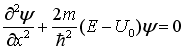 ∂²ψ/∂x² + 2m/ħ² (E − U₀)ψ = 0